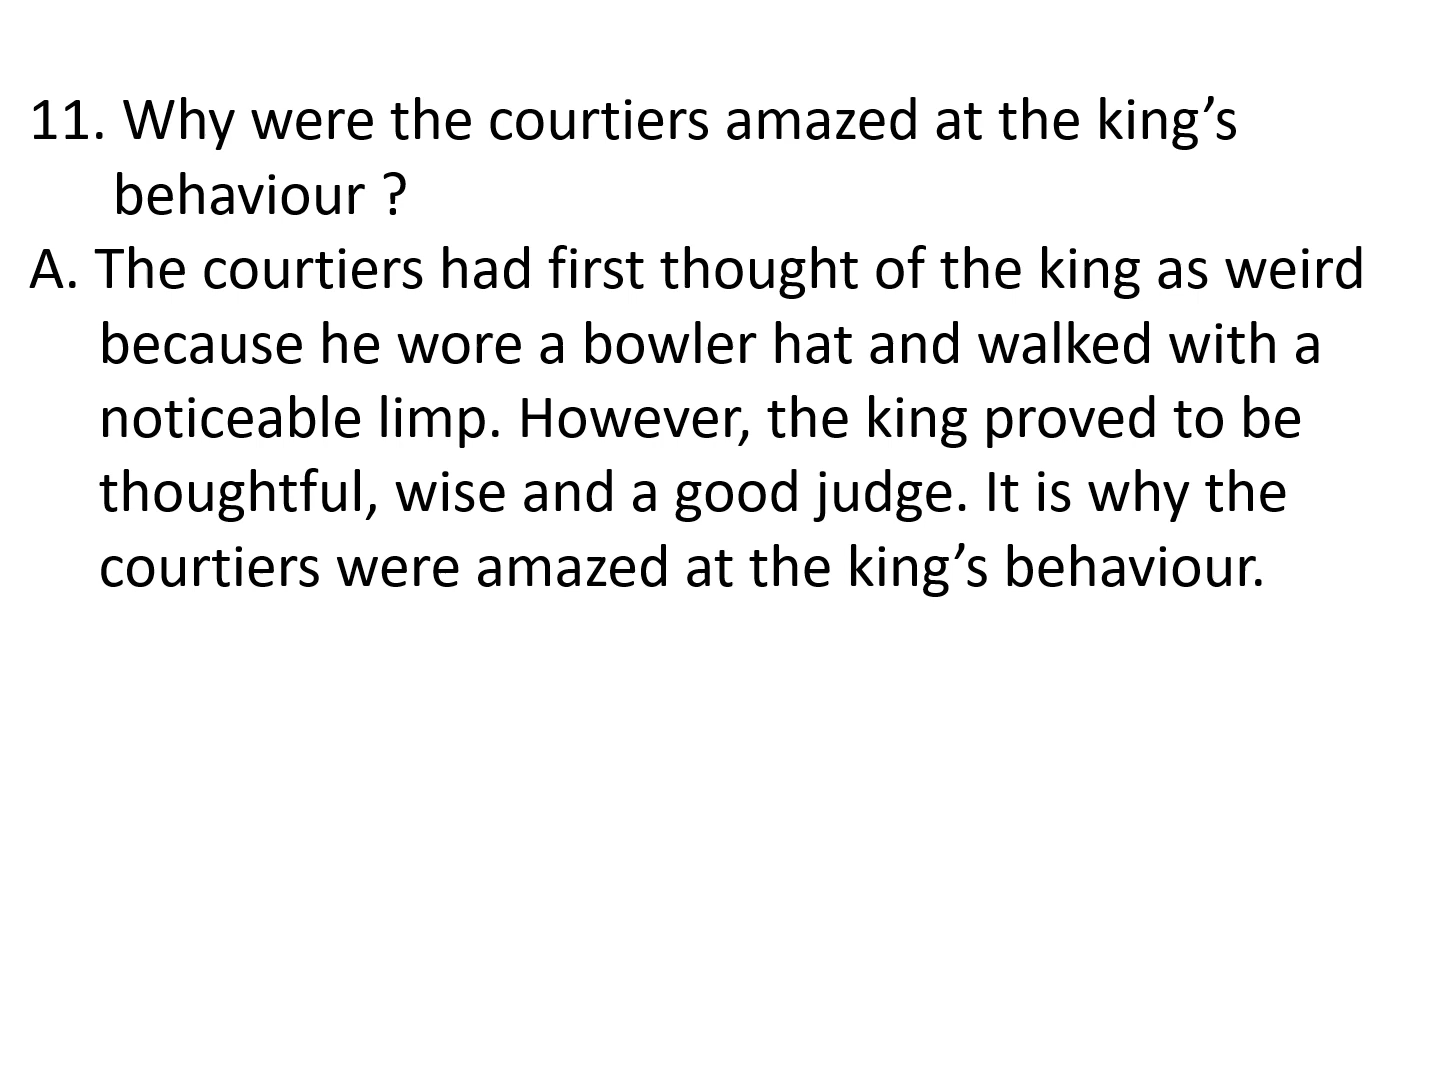 11. Why were the courtiers amazed at the king’s
behaviour ?
A. The courtiers had first thought of the king as weird
because he wore a bowler hat and walked with a
noticeable limp. However, the king proved to be
thoughtful, wise and a good judge. It is why the
courtiers were amazed at the king’s behaviour.